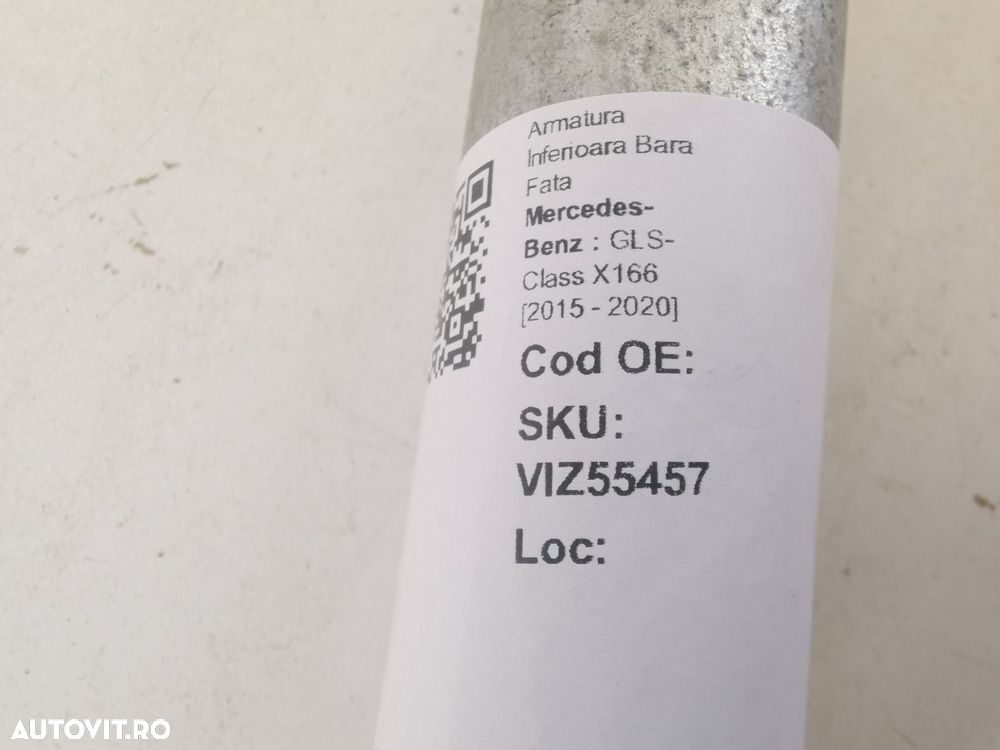 Armatura
Inferioara Bara
Fata
Mercedes-
Benz : GLS-
Class X166
[2015 - 2020]
Cod OE:
SKU:
VIZ55457
Loc:
AUTOVIT.RO